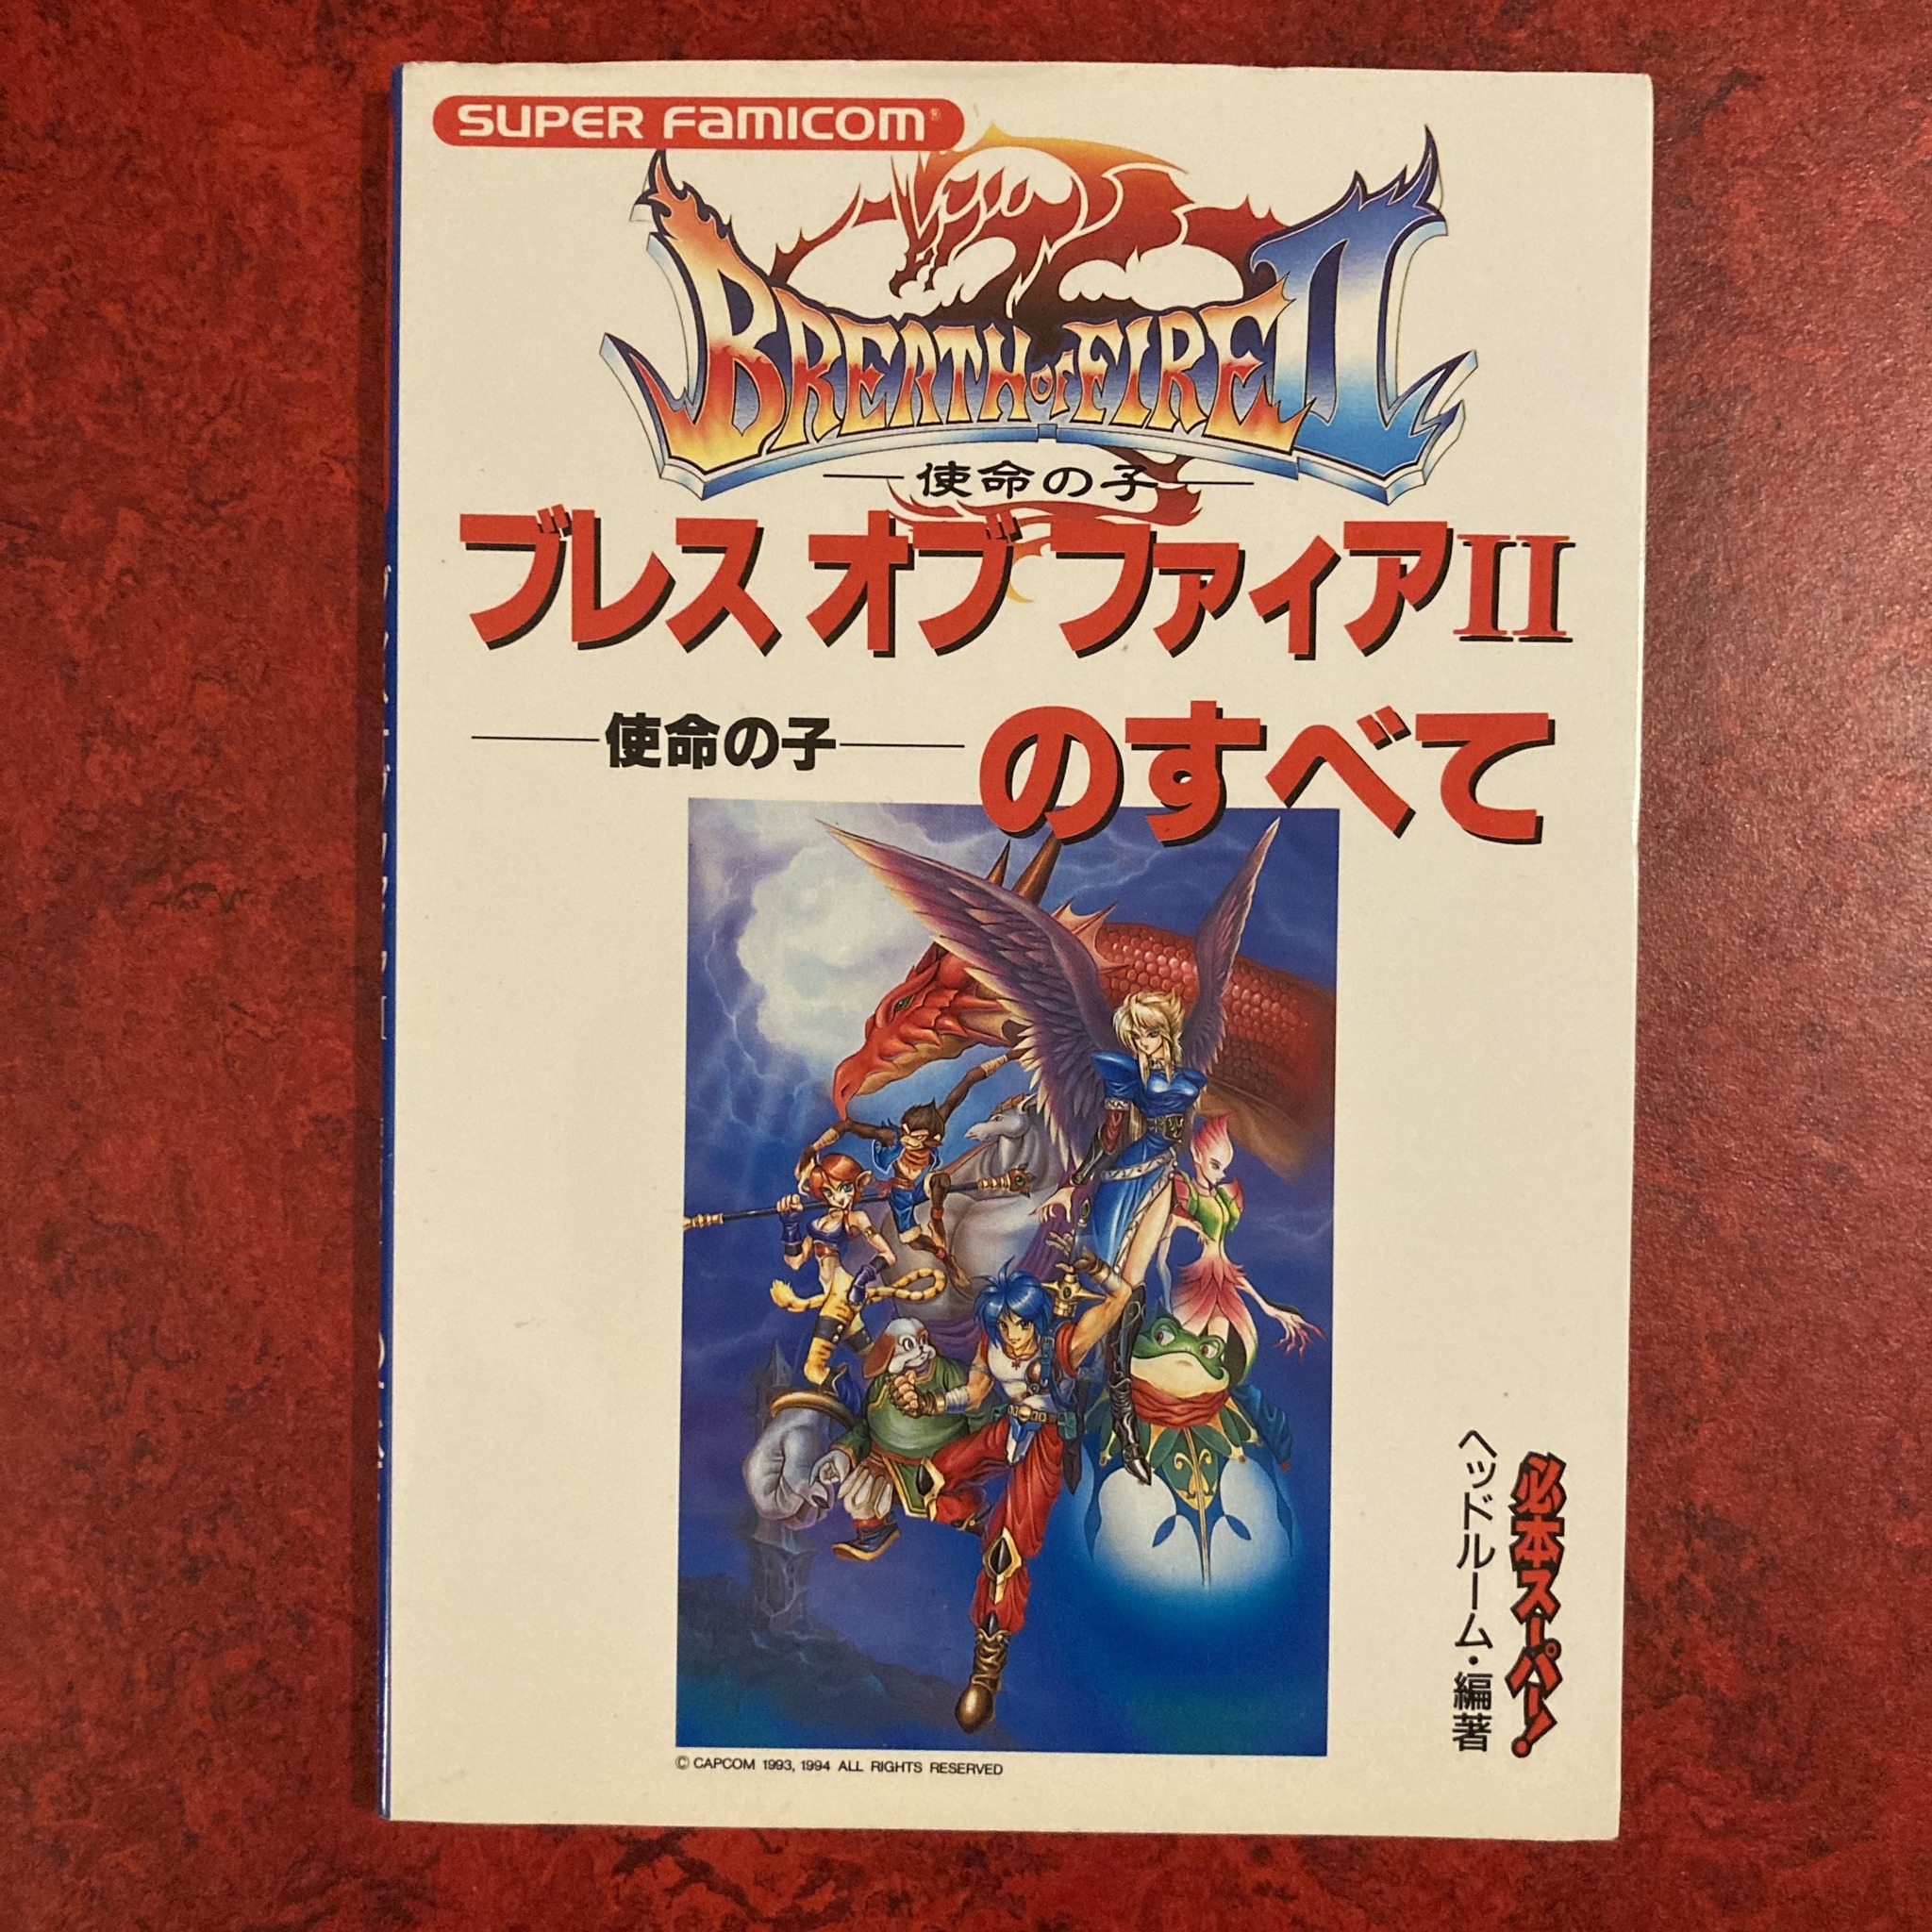 SUPER FAMICOM®
BREATH OF FIRE II
使命の子
ブレス オブ ファイアII
使命の子
のすべて
必本スーパー!
ヘッドルーム・編著
© CAPCOM 1993, 1994 ALL RIGHTS RESERVED